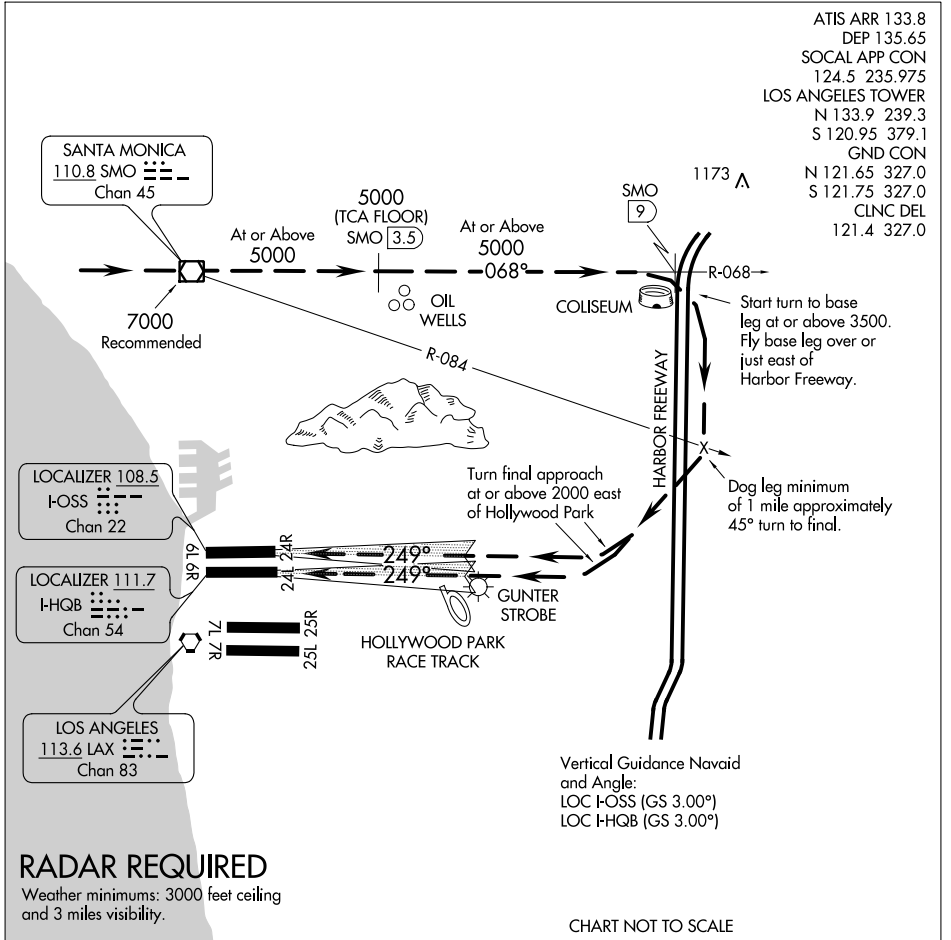 ATIS ARR 133.8
DEP 135.65
SOCAL APP CON
124.5 235.975
LOS ANGELES TOWER
N 133.9 239.3
S 120.95 379.1
GND CON
N 121.65 327.0
S 121.75 327.0
CLNC DEL
121.4 327.0
SANTA MONICA
110.8 SMO
Chan 45
5000
(TCA FLOOR)
SMO 3.5
At or Above
5000
At or Above
5000
068°
SMO
9
1173
R-068
7000
Recommended
OIL
WELLS
COLISEUM
Start turn to base
leg at or above 3500.
Fly base leg over or
just east of
Harbor Freeway.
R-084
HARBOR FREEWAY
X
LOCALIZER 108.5
I-OSS
Chan 22
Turn final approach
at or above 2000 east
of Hollywood Park
Dog leg minimum
of 1 mile approximately
45° turn to final.
6L
6R
24R
24L
249°
249°
LOCALIZER 111.7
I-HQB
Chan 54
GUNTER
STROBE
7L
7R
25R
25L
HOLLYWOOD PARK
RACE TRACK
LOS ANGELES
113.6 LAX
Chan 83
Vertical Guidance Navaid
and Angle:
LOC I-OSS (GS 3.00°)
LOC I-HQB (GS 3.00°)
RADAR REQUIRED
Weather minimums: 3000 feet ceiling
and 3 miles visibility.
CHART NOT TO SCALE